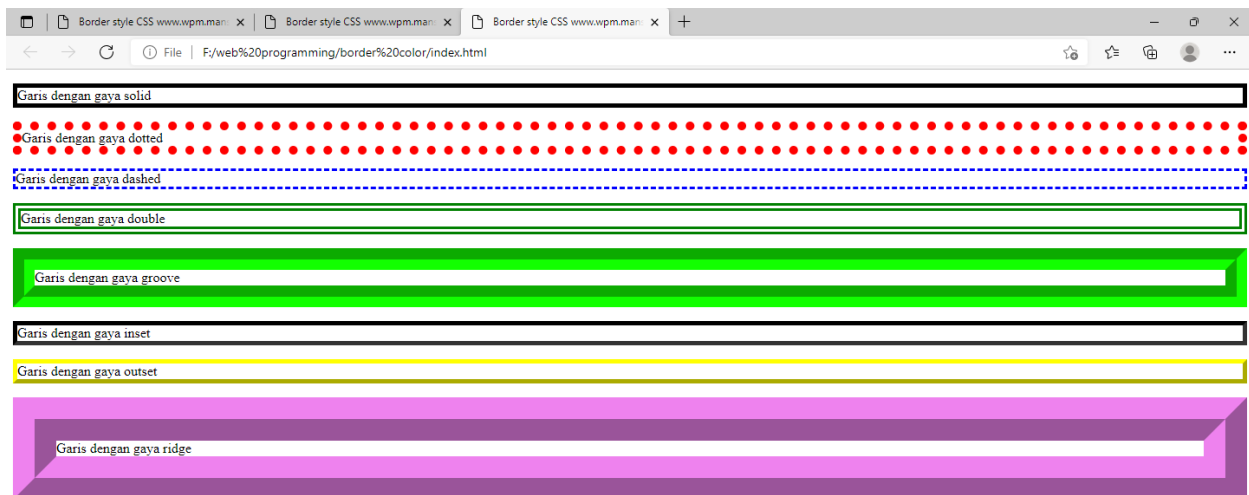 Border style CSS www.wpm.man
Border style CSS www.wpm.man
Border style CSS www.wpm.man
File
F:/web%20programming/border%20color/index.html
Garis dengan gaya solid
Garis dengan gaya dotted
Garis dengan gaya dashed
Garis dengan gaya double
Garis dengan gaya groove
Garis dengan gaya inset
Garis dengan gaya outset
Garis dengan gaya ridge